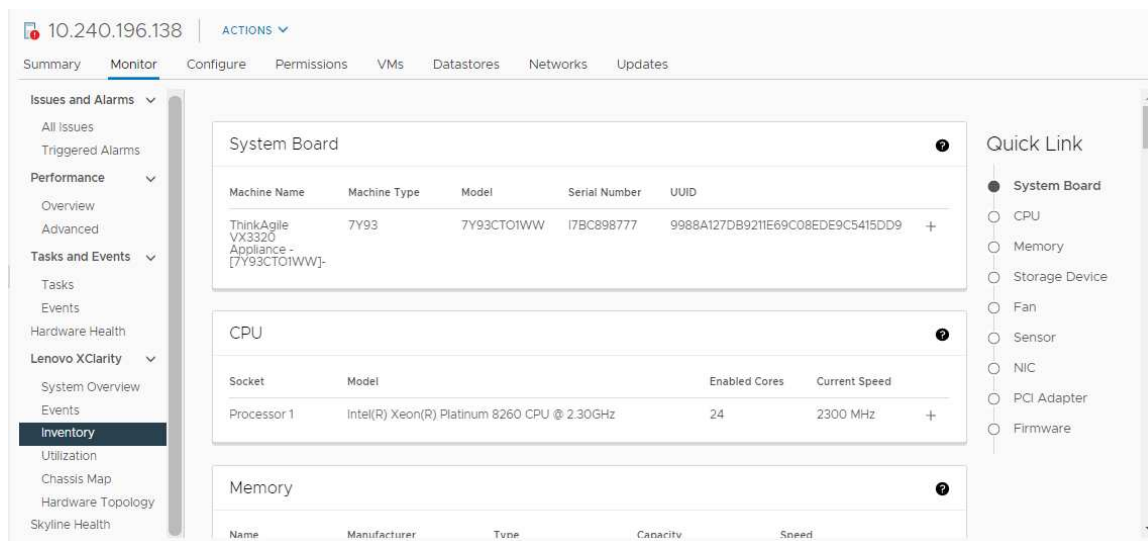 10.240.196.138 ACTIONS
Summary Monitor Configure Permissions VMs Datastores Networks Updates
Issues and Alarms
All Issues
Triggered Alarms
Performance
Overview
Advanced
Tasks and Events
Tasks
Events
Hardware Health
Lenovo XClarity
System Overview
Events
Inventory
Utilization
Chassis Map
Hardware Topology
Skyline Health
System Board
Machine Name Machine Type Model Serial Number UUID
ThinkAgile 7Y93 7Y93CTO1WW I7BC898777 9988A127DB9211E69C08EDE9C5415DD9 +
VX3320
Appliance -
[7Y93CTO1WW]-
CPU
Socket Model Enabled Cores Current Speed
Processor 1 Intel(R) Xeon(R) Platinum 8260 CPU @ 2.30GHz 24 2300 MHz +
Memory
Name Manufacturer Type Capacity Speed
Quick Link
System Board
CPU
Memory
Storage Device
Fan
Sensor
NIC
PCI Adapter
Firmware